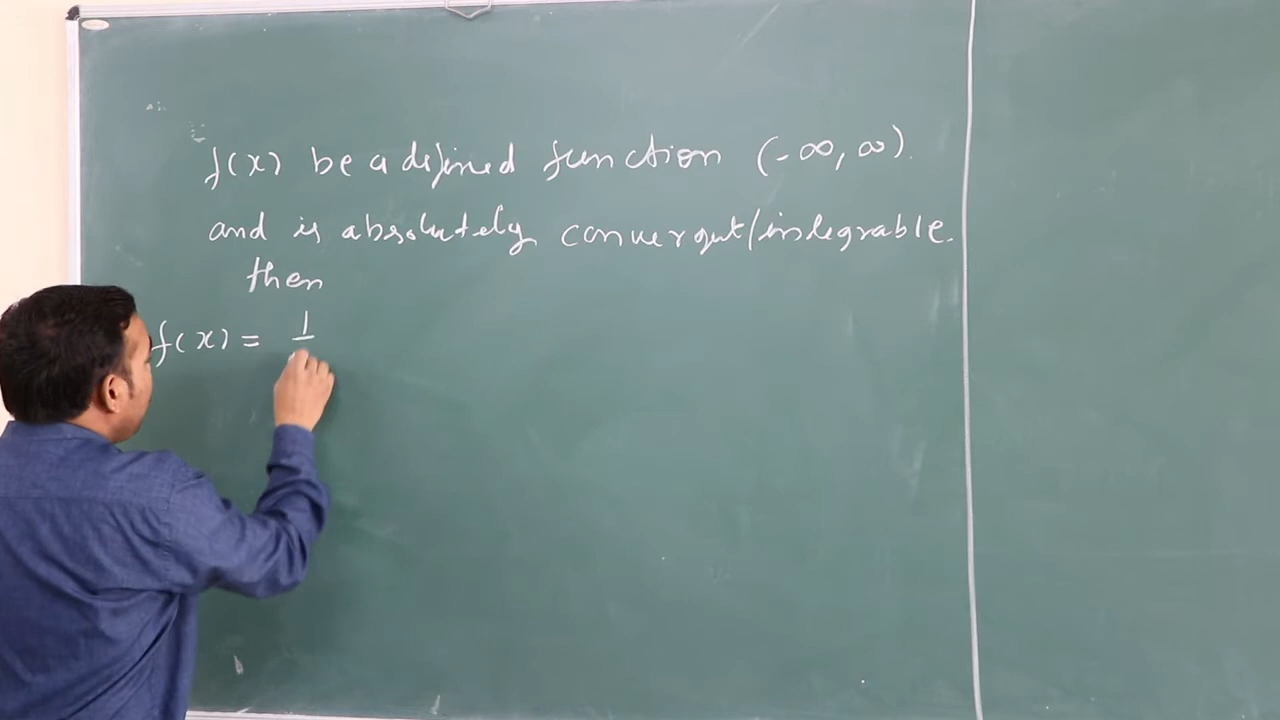 f(x) be a defined function (-∞, ∞).
and is absolutely convergent/integrable.
then
f(x) = 1